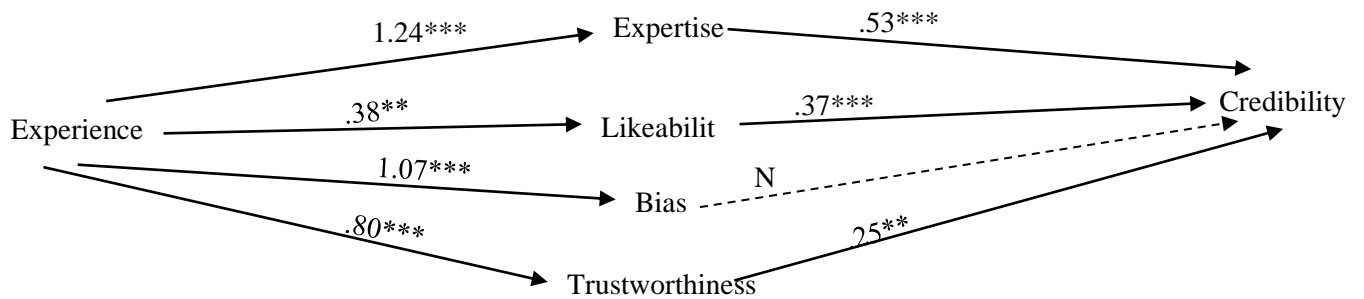 1.24***
Expertise
.53***
.38**
.37***
Credibility
Experience
Likeabilit
1.07***
N
Bias
.80***
.25**
Trustworthiness